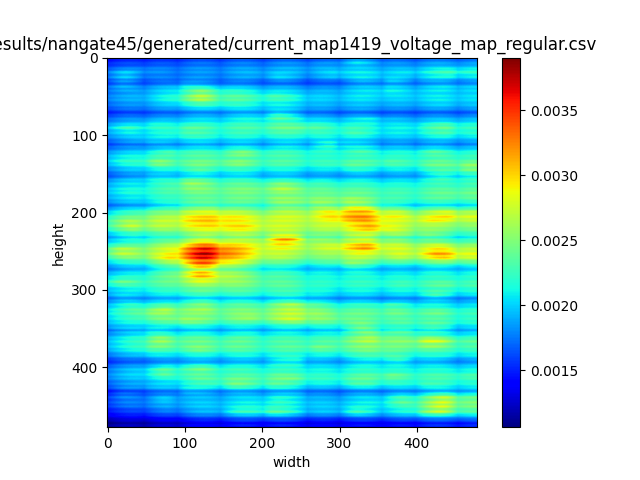 esults/nangate45/generated/current_map1419_voltage_map_regular.csv
0
100
200
300
400
height
0 100 200 300 400
width
0.0035
0.0030
0.0025
0.0020
0.0015